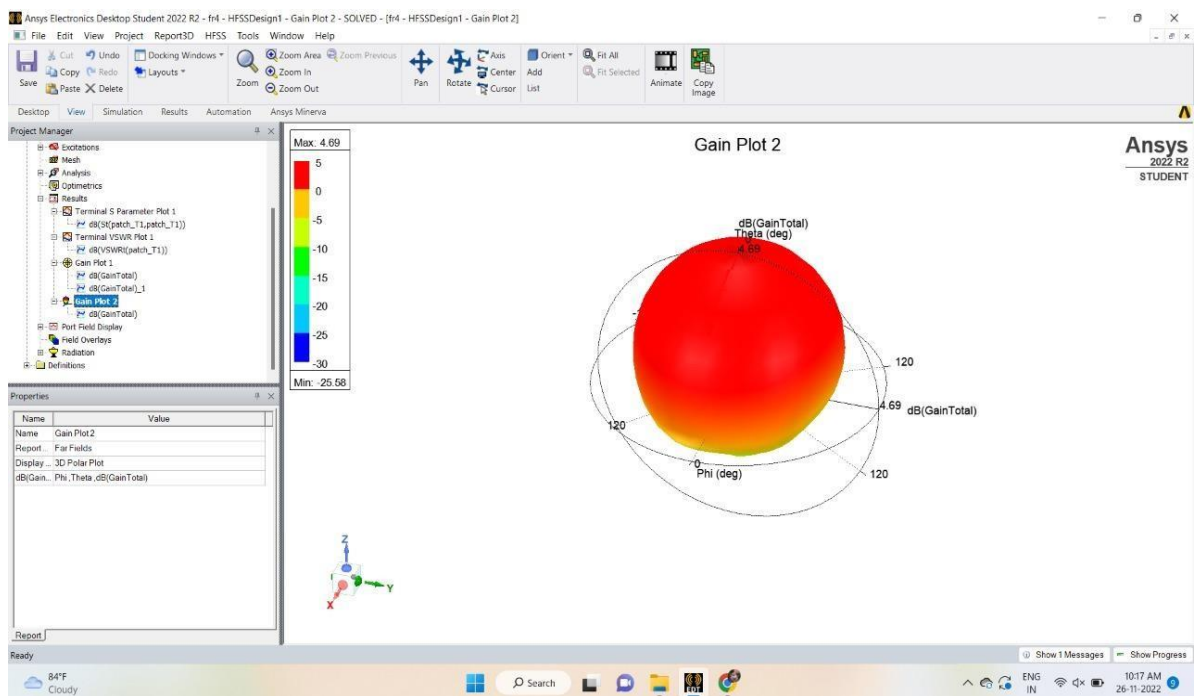 Ansys Electronics Desktop Student 2022 R2 - fr4 - HFSSDesign1 - Gain Plot 2 - SOLVED - [fr4 - HFSSDesign1 - Gain Plot 2]
File Edit View Project Report3D HFSS Tools Window Help
Save
Cut
Copy
Paste
Undo
Redo
Delete
Docking Windows
Layouts
Zoom
Zoom Area
Zoom Previous
Zoom In
Zoom Out
Pan
Rotate
Axis
Center
Cursor
Orient
Add
List
Fit All
Fit Selected
Animate
Copy
Image
Desktop View Simulation Results Automation Ansys Minerva
Project Manager
Excitations
Mesh
Analysis
Optimetrics
Results
Terminal S Parameter Plot 1
dB(St(patch_T1,patch_T1))
Terminal VSWR Plot 1
dB(VSWRt(patch_T1))
Gain Plot 1
dB(GainTotal)
dB(GainTotal)_1
Gain Plot 2
dB(GainTotal)
Port Field Display
Field Overlays
Radiation
Definitions
Properties
Name Value
Name Gain Plot 2
Report... Far Fields
Display ... 3D Polar Plot
dB(Gain... Phi ,Theta ,dB(GainTotal)
Report
Max: 4.69
5
0
-5
-10
-15
-20
-25
-30
Min: -25.58
Gain Plot 2
Ansys
2022 R2
STUDENT
dB(GainTotal)
Theta (deg)
4.69
120
4.69 dB(GainTotal)
120
0
Phi (deg)
120
Z
Y
X
Ready
Show 1 Messages
Show Progress
84°F
Cloudy
Search
EDT
ENG
IN
10:17 AM
26-11-2022
9